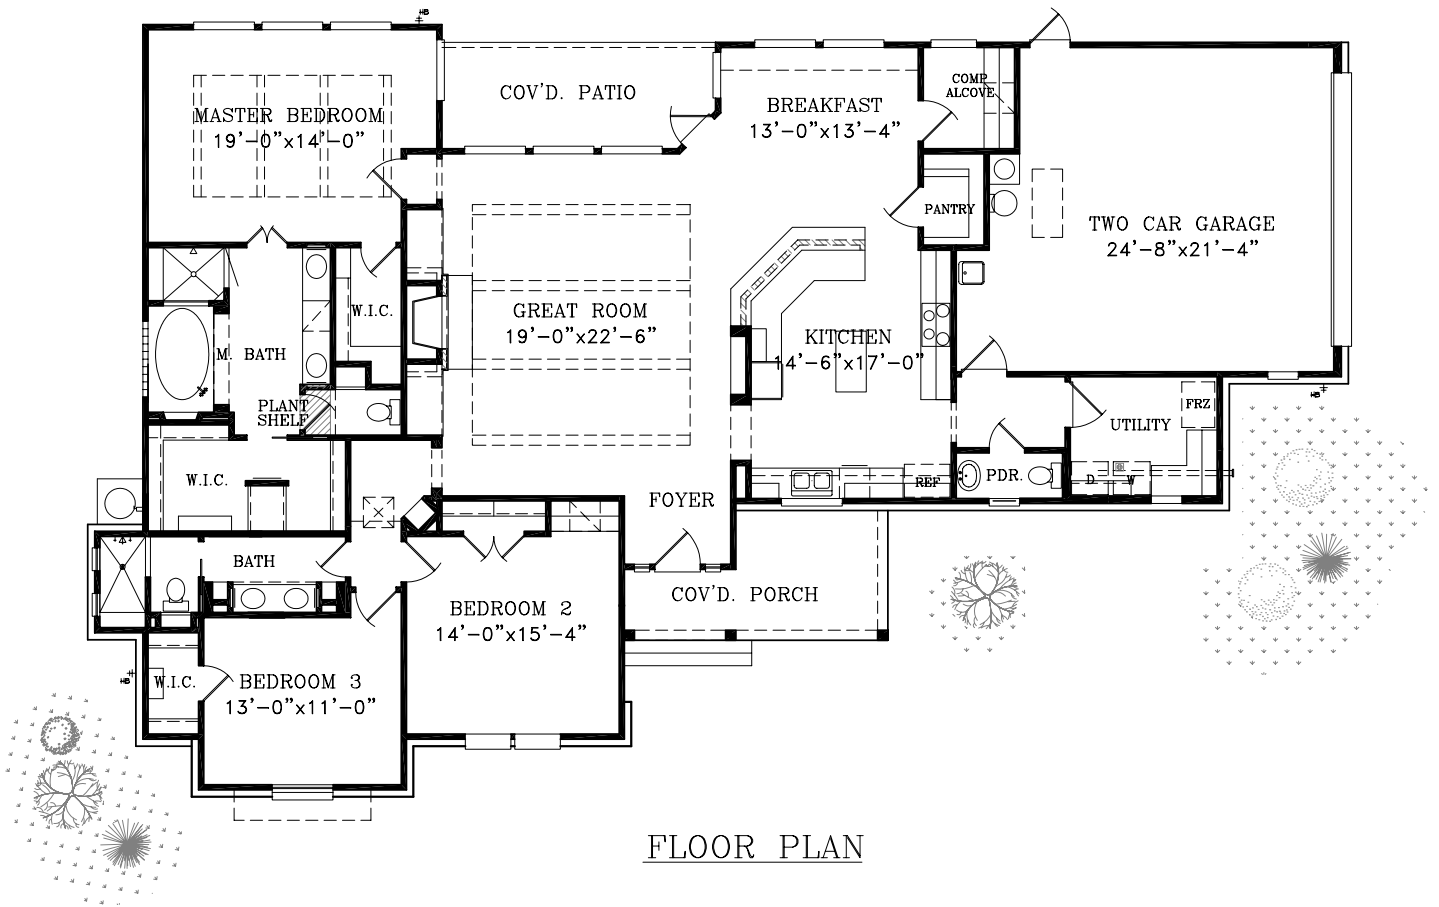 HB
COV'D. PATIO
MASTER BEDROOM
19'-0"x14'-0"
BREAKFAST
13'-0"x13'-4"
COMP
ALCOVE
PANTRY
TWO CAR GARAGE
24'-8"x21'-4"
W.I.C.
GREAT ROOM
19'-0"x22'-6"
KITCHEN
14'-6"x17'-0"
M. BATH
PLANT
SHELF
HB
FRZ
UTILITY
W.I.C.
REF
PDR.
D
W
FOYER
BATH
COV'D. PORCH
BEDROOM 2
14'-0"x15'-4"
HB
W.I.C.
BEDROOM 3
13'-0"x11'-0"
FLOOR PLAN